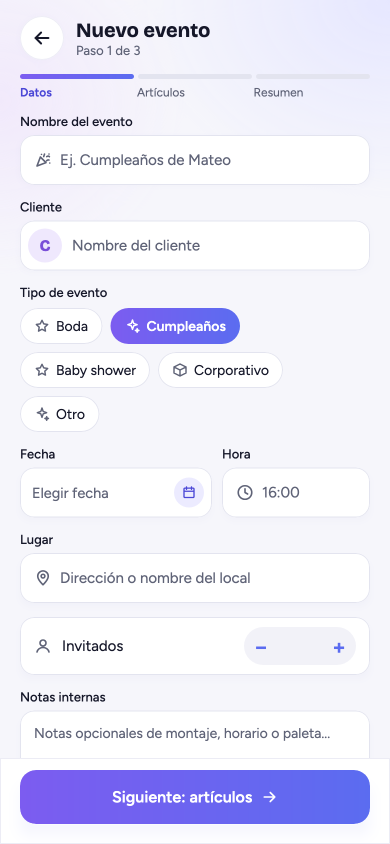 Nuevo evento
Paso 1 de 3
Datos Artículos Resumen
Nombre del evento
Ej. Cumpleaños de Mateo
Cliente
C Nombre del cliente
Tipo de evento
Boda Cumpleaños
Baby shower Corporativo
Otro
Fecha Hora
Elegir fecha 16:00
Lugar
Dirección o nombre del local
Invitados − +
Notas internas
Notas opcionales de montaje, horario o paleta...
Siguiente: artículos →